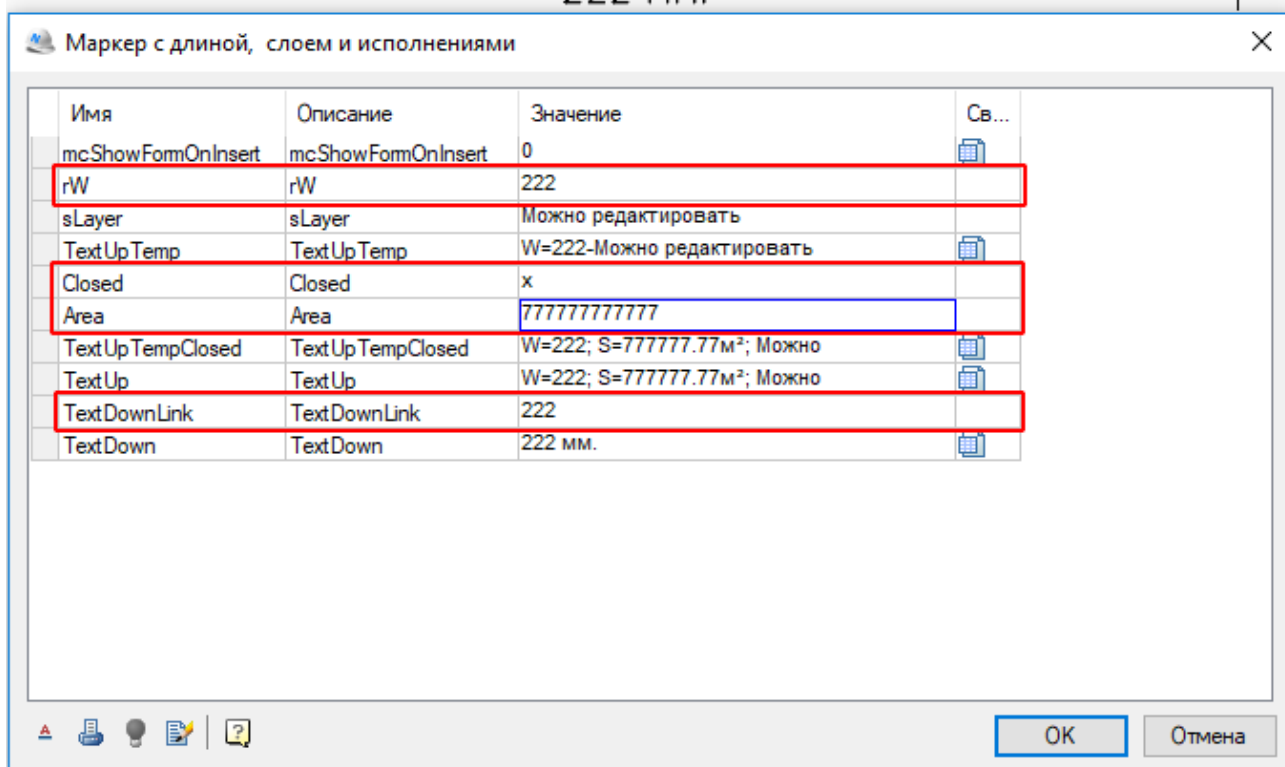 Маркер с длиной, слоем и исполнениями
Имя Описание Значение Св...
mcShowFormOnInsert mcShowFormOnInsert 0
rW rW 222
sLayer sLayer Можно редактировать
TextUpTemp TextUpTemp W=222-Можно редактировать
Closed Closed x
Area Area 777777777777
TextUpTempClosed TextUpTempClosed W=222; S=777777.77м²; Можно
TextUp TextUp W=222; S=777777.77м²; Можно
TextDownLink TextDownLink 222
TextDown TextDown 222 мм.
OK Отмена